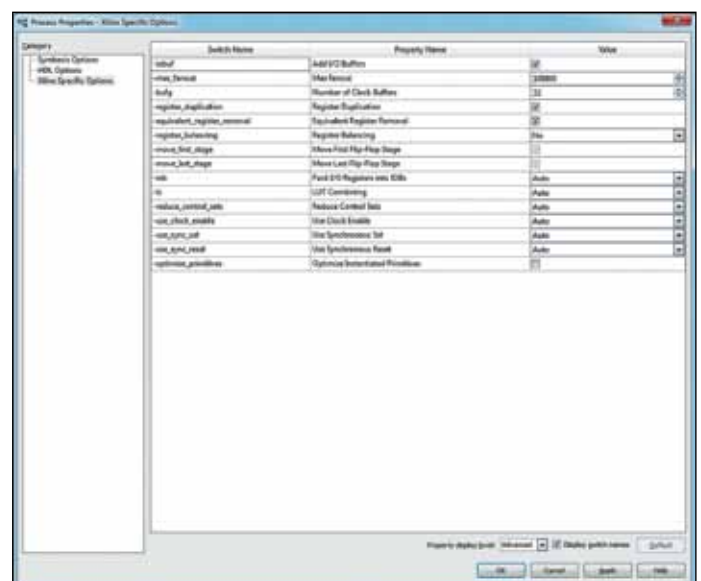 Process Properties - Xilinx Specific Options
Category
Synthesis Options
HDL Options
Xilinx Specific Options
Switch Name Property Name Value
-iobuf Add I/O Buffers
-max_fanout Max Fanout 100000
-bufg Number of Clock Buffers 32
-register_duplication Register Duplication
-equivalent_register_removal Equivalent Register Removal
-register_balancing Register Balancing No
-move_first_stage Move First Flip-Flop Stage
-move_last_stage Move Last Flip-Flop Stage
-iob Pack I/O Registers into IOBs Auto
-lc LUT Combining Auto
-reduce_control_sets Reduce Control Sets Auto
-use_clock_enable Use Clock Enable Auto
-use_sync_set Use Synchronous Set Auto
-use_sync_reset Use Synchronous Reset Auto
-optimize_primitives Optimize Instantiated Primitives
Property display level: Advanced Display switch names Default
OK Cancel Apply Help